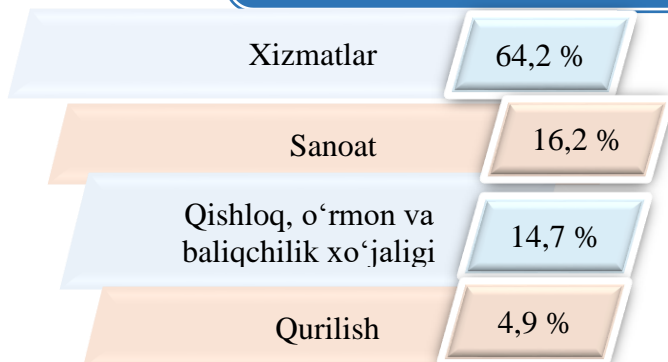 Xizmatlar 64,2 %
Sanoat 16,2 %
Qishloq, o‘rmon va
baliqchilik xo‘jaligi 14,7 %
Qurilish 4,9 %